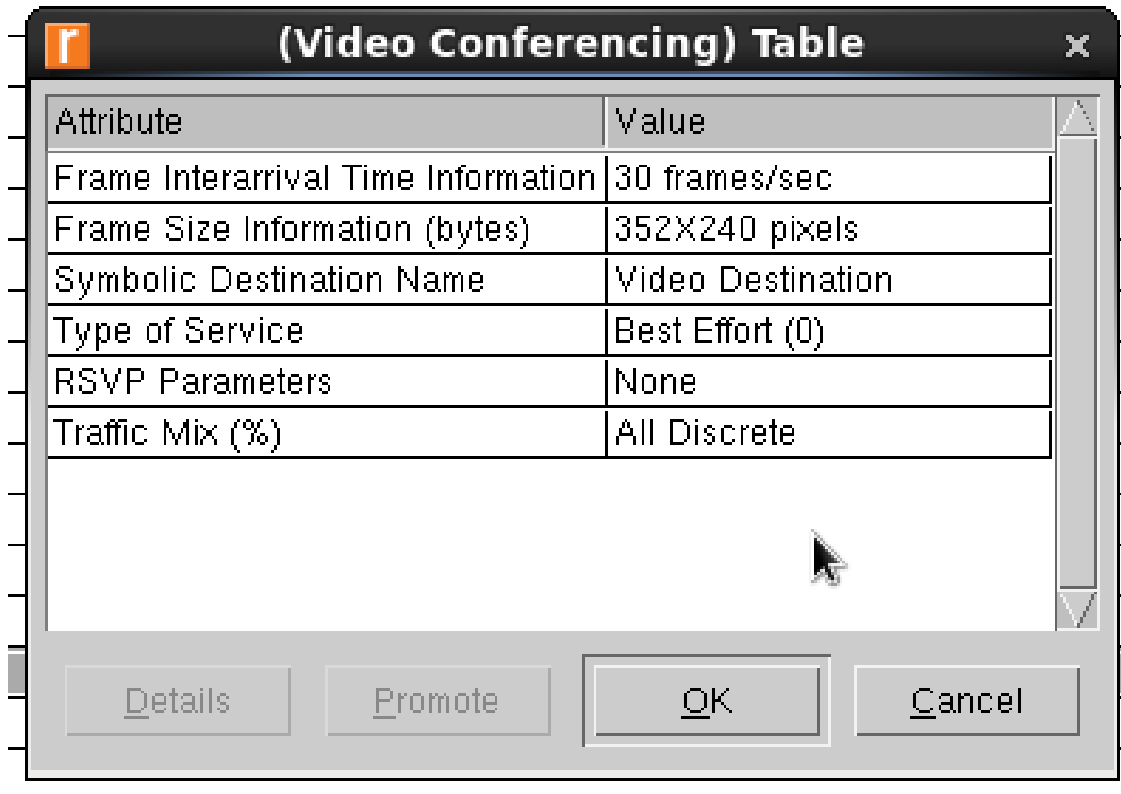 r (Video Conferencing) Table x
Attribute Value
Frame Interarrival Time Information 30 frames/sec
Frame Size Information (bytes) 352X240 pixels
Symbolic Destination Name Video Destination
Type of Service Best Effort (0)
RSVP Parameters None
Traffic Mix (%) All Discrete
Details Promote OK Cancel